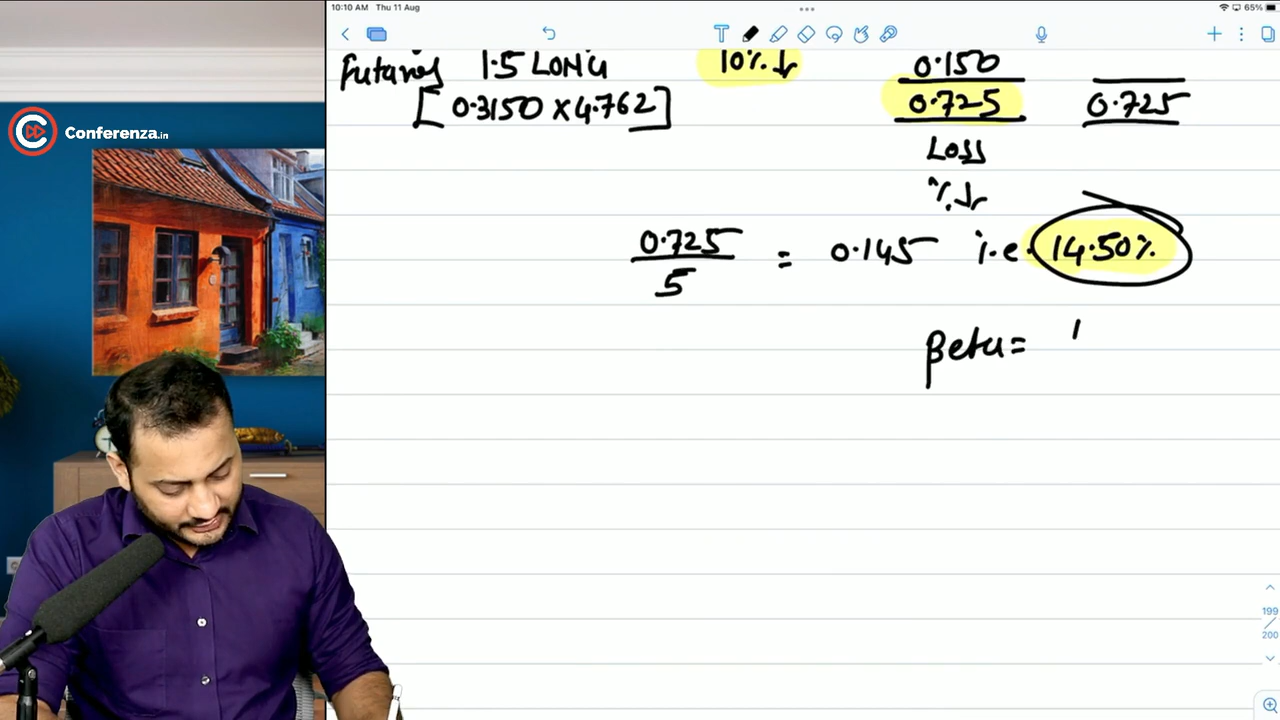 10:10 AM Thu 11 Aug
65%
Futures 1.5 LONG 10%↓ 0.150
[0.3150 x 4.762] 0.725 0.725
Loss
%↓
0.725 / 5 = 0.145 i.e. 14.50%
Beta =
Conferenza.in
199 / 200